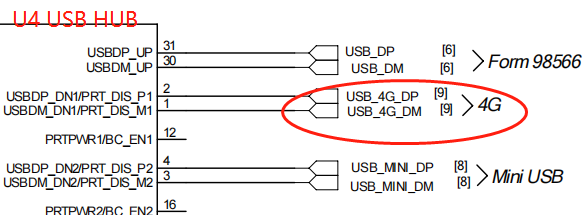 U4 USB HUB
USBDP_UP 31 USB_DP [6]
USBDM_UP 30 USB_DM [6] Form 98566
USBDP_DN1/PRT_DIS_P1 2 USB_4G_DP [9]
USBDM_DN1/PRT_DIS_M1 1 USB_4G_DM [9] 4G
PRTPWR1/BC_EN1 12
USBDP_DN2/PRT_DIS_P2 4 USB_MINI_DP [8]
USBDM_DN2/PRT_DIS_M2 3 USB_MINI_DM [8] Mini USB
PRTPWR2/BC_EN2 16